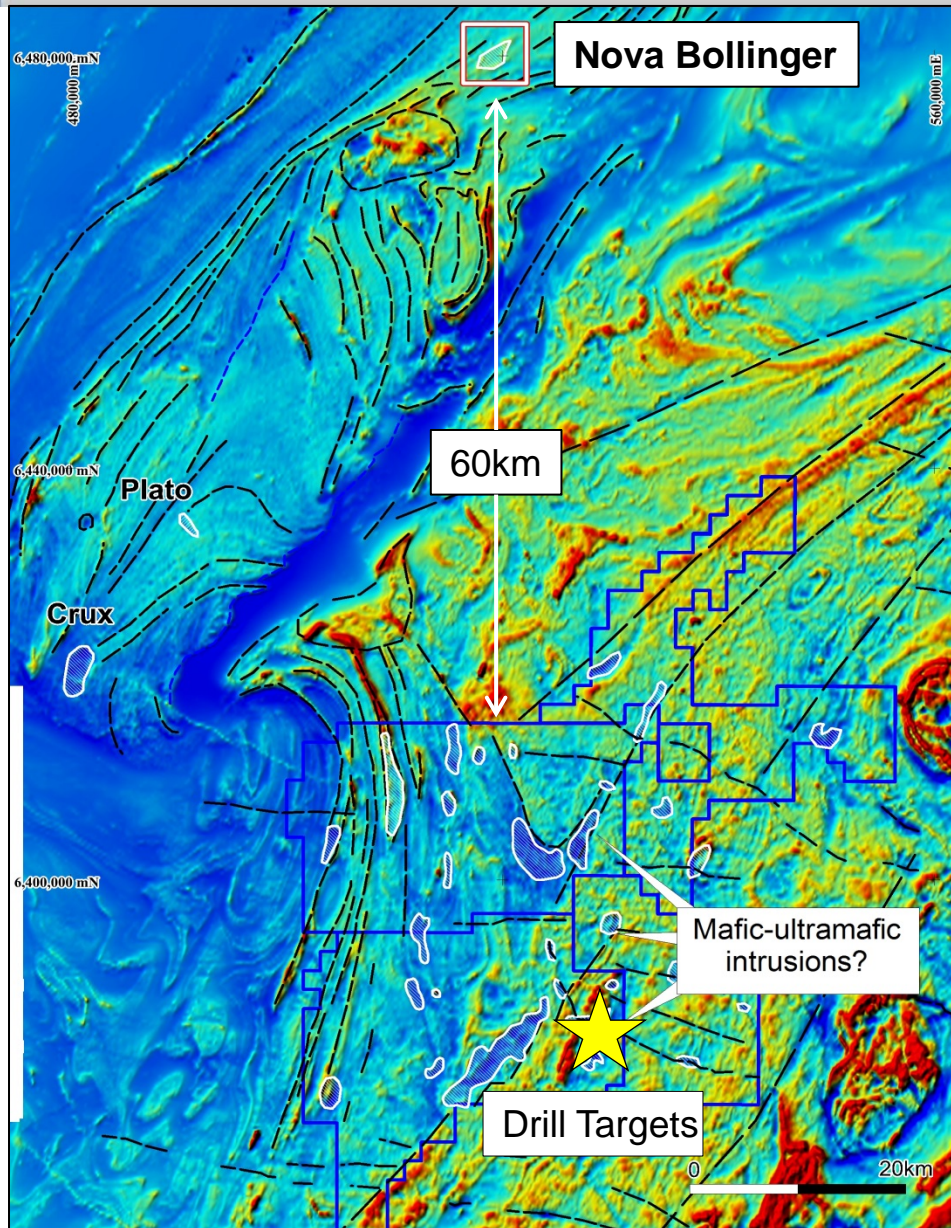 6,480,000 mN
Nova Bollinger
480,000 m
560,000 mE
60km
6,440,000 mN
Plato
Crux
6,400,000 mN
Mafic-ultramafic
intrusions?
Drill Targets
0
20km